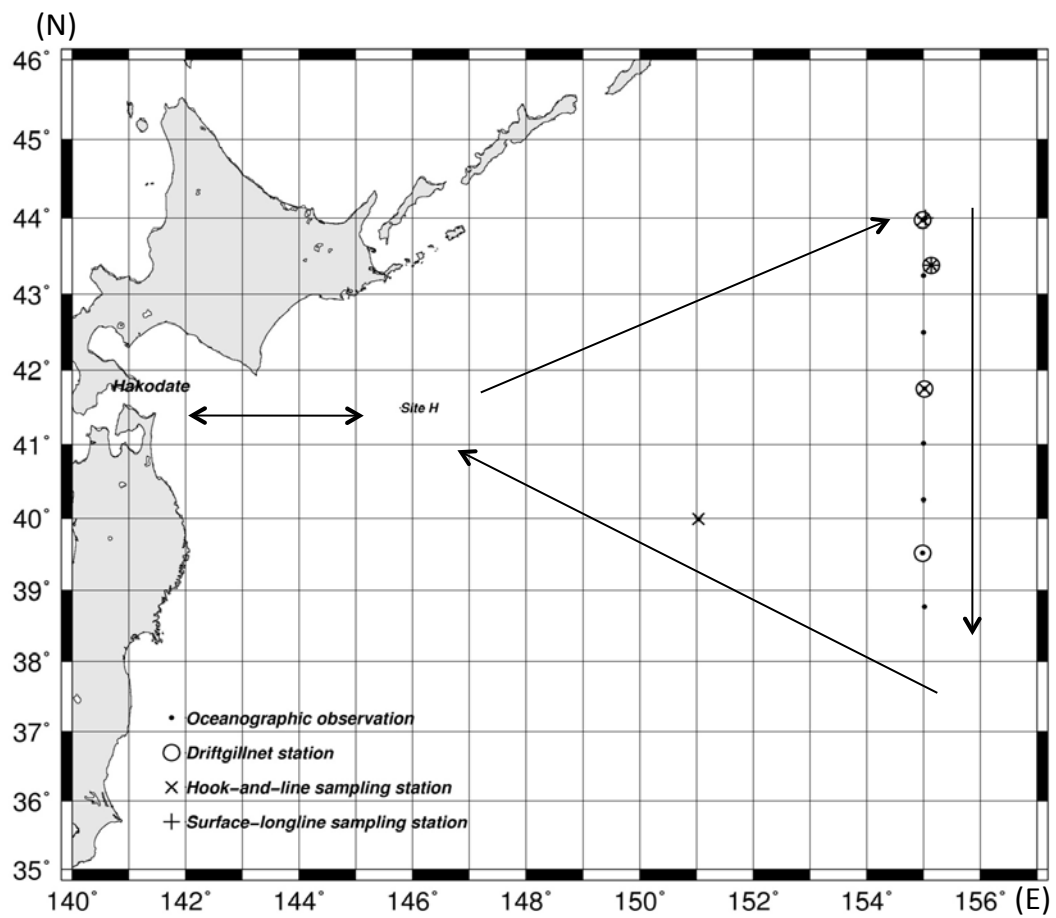 (N)
46°
45°
44°
43°
42°
Hakodate
Site H
41°
40°
39°
38°
Oceanographic observation
37°
Driftgillnet station
Hook-and-line sampling station
36°
Surface-longline sampling station
35°
140° 142° 144° 146° 148° 150° 152° 154° 156° (E)